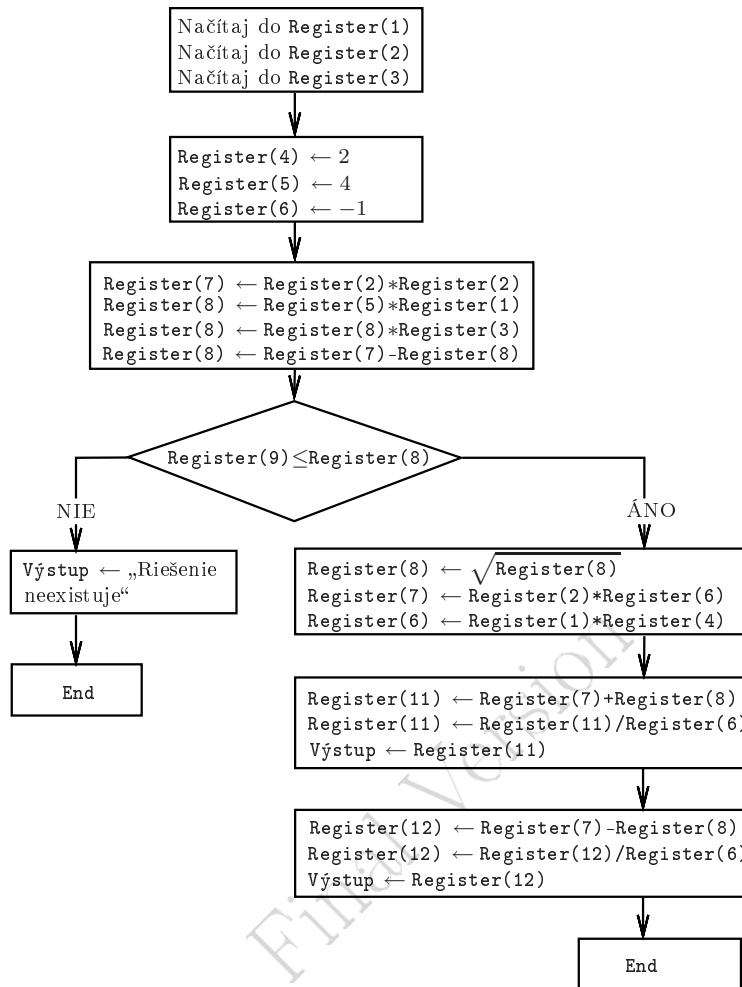 Načítaj do Register(1)
Načítaj do Register(2)
Načítaj do Register(3)
Register(4) ← 2
Register(5) ← 4
Register(6) ← −1
Register(7) ← Register(2)*Register(2)
Register(8) ← Register(5)*Register(1)
Register(8) ← Register(8)*Register(3)
Register(8) ← Register(7)-Register(8)
Register(9)≤Register(8)
NIE
ÁNO
Výstup ← „Riešenie
neexistuje“
End
Register(8) ← √Register(8)
Register(7) ← Register(2)*Register(6)
Register(6) ← Register(1)*Register(4)
Register(11) ← Register(7)+Register(8)
Register(11) ← Register(11)/Register(6)
Výstup ← Register(11)
Register(12) ← Register(7)-Register(8)
Register(12) ← Register(12)/Register(6)
Výstup ← Register(12)
End
Final Version